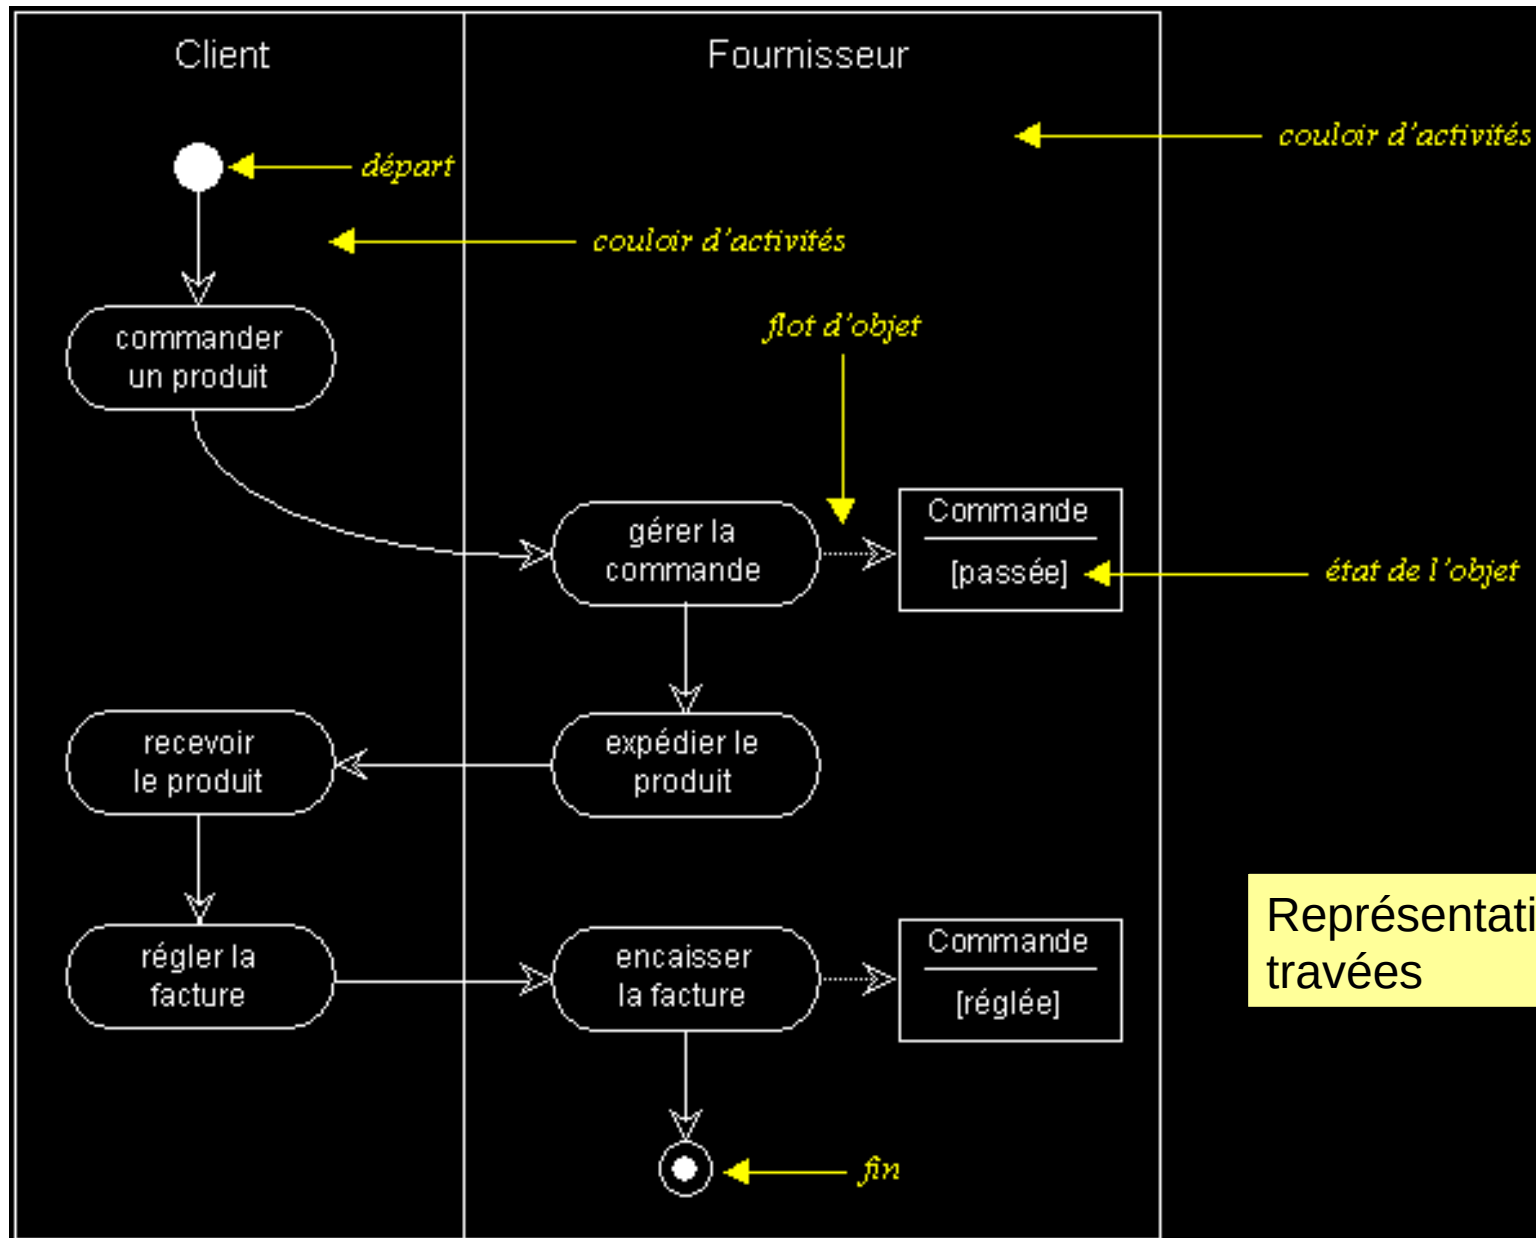 Client
Fournisseur
couloir d'activités
départ
couloir d'activités
flot d'objet
commander
un produit
gérer la
commande
Commande
[passée]
état de l'objet
recevoir
le produit
expédier le
produit
régler la
facture
encaisser
la facture
Commande
[réglée]
Représentati
travées
fin